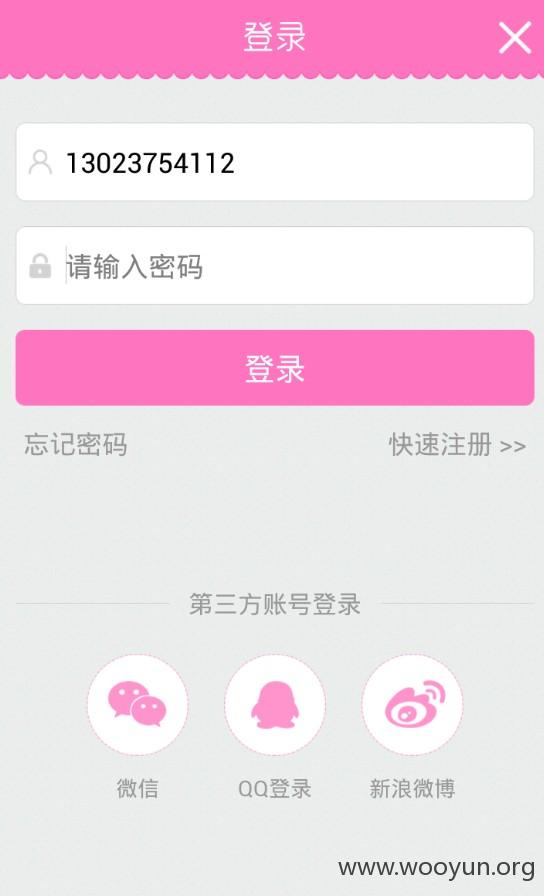 登录
13023754112
请输入密码
登录
忘记密码 快速注册 >>
第三方账号登录
微信 QQ登录 新浪微博
www.wooyun.org